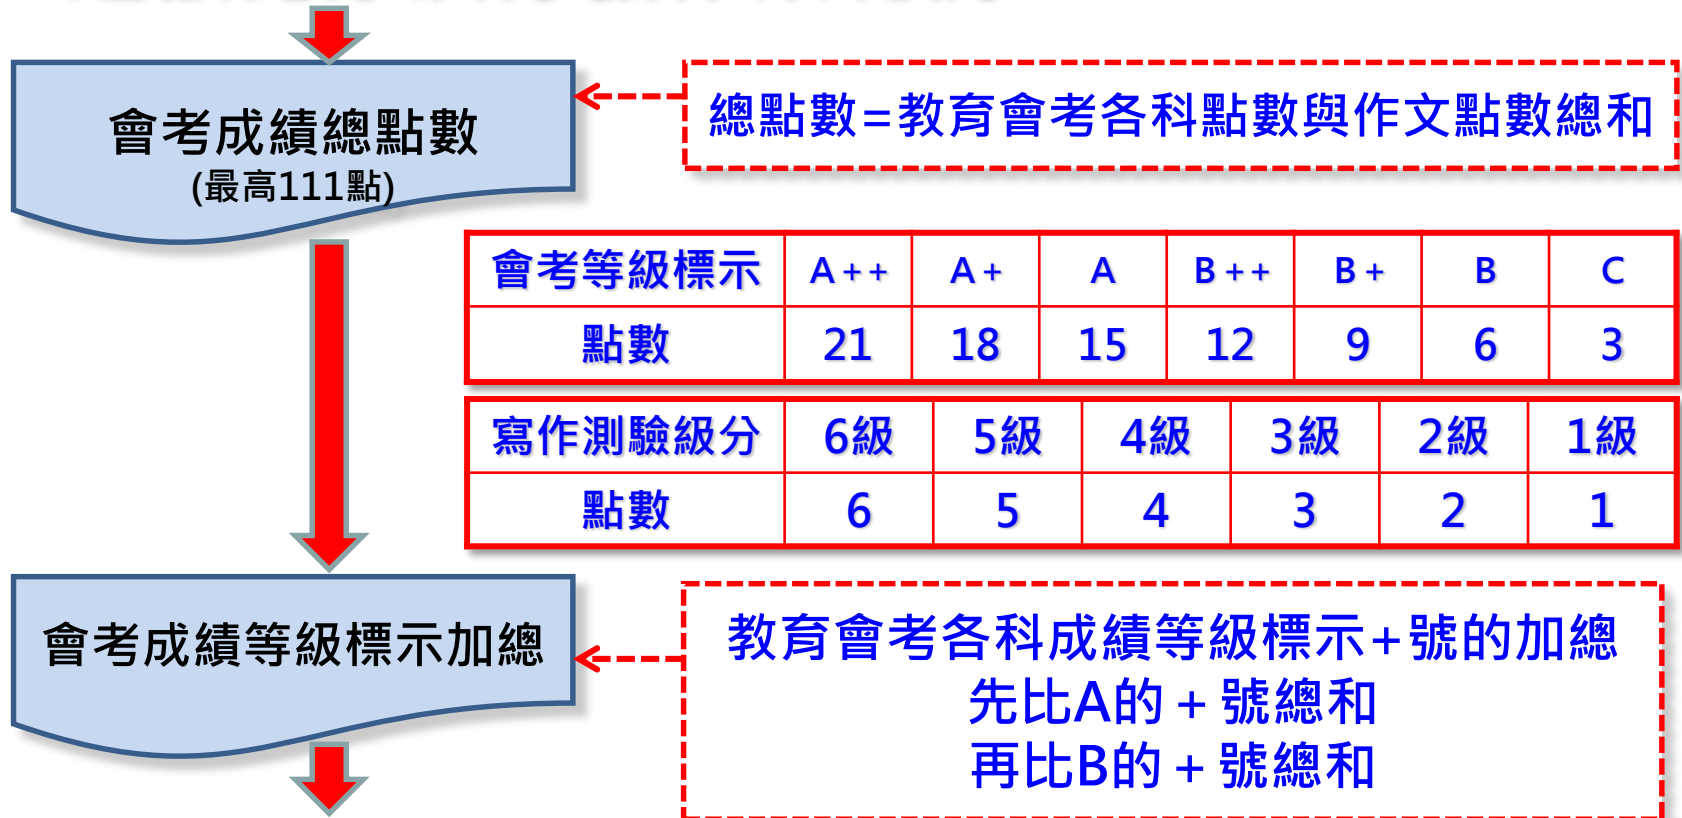 會考成績總點數
(最高111點)
總點數=教育會考各科點數與作文點數總和
會考等級標示 A++ A+ A B++ B+ B C
點數 21 18 15 12 9 6 3
寫作測驗級分 6級 5級 4級 3級 2級 1級
點數 6 5 4 3 2 1
會考成績等級標示加總
教育會考各科成績等級標示+號的加總
先比A的+號總和
再比B的+號總和